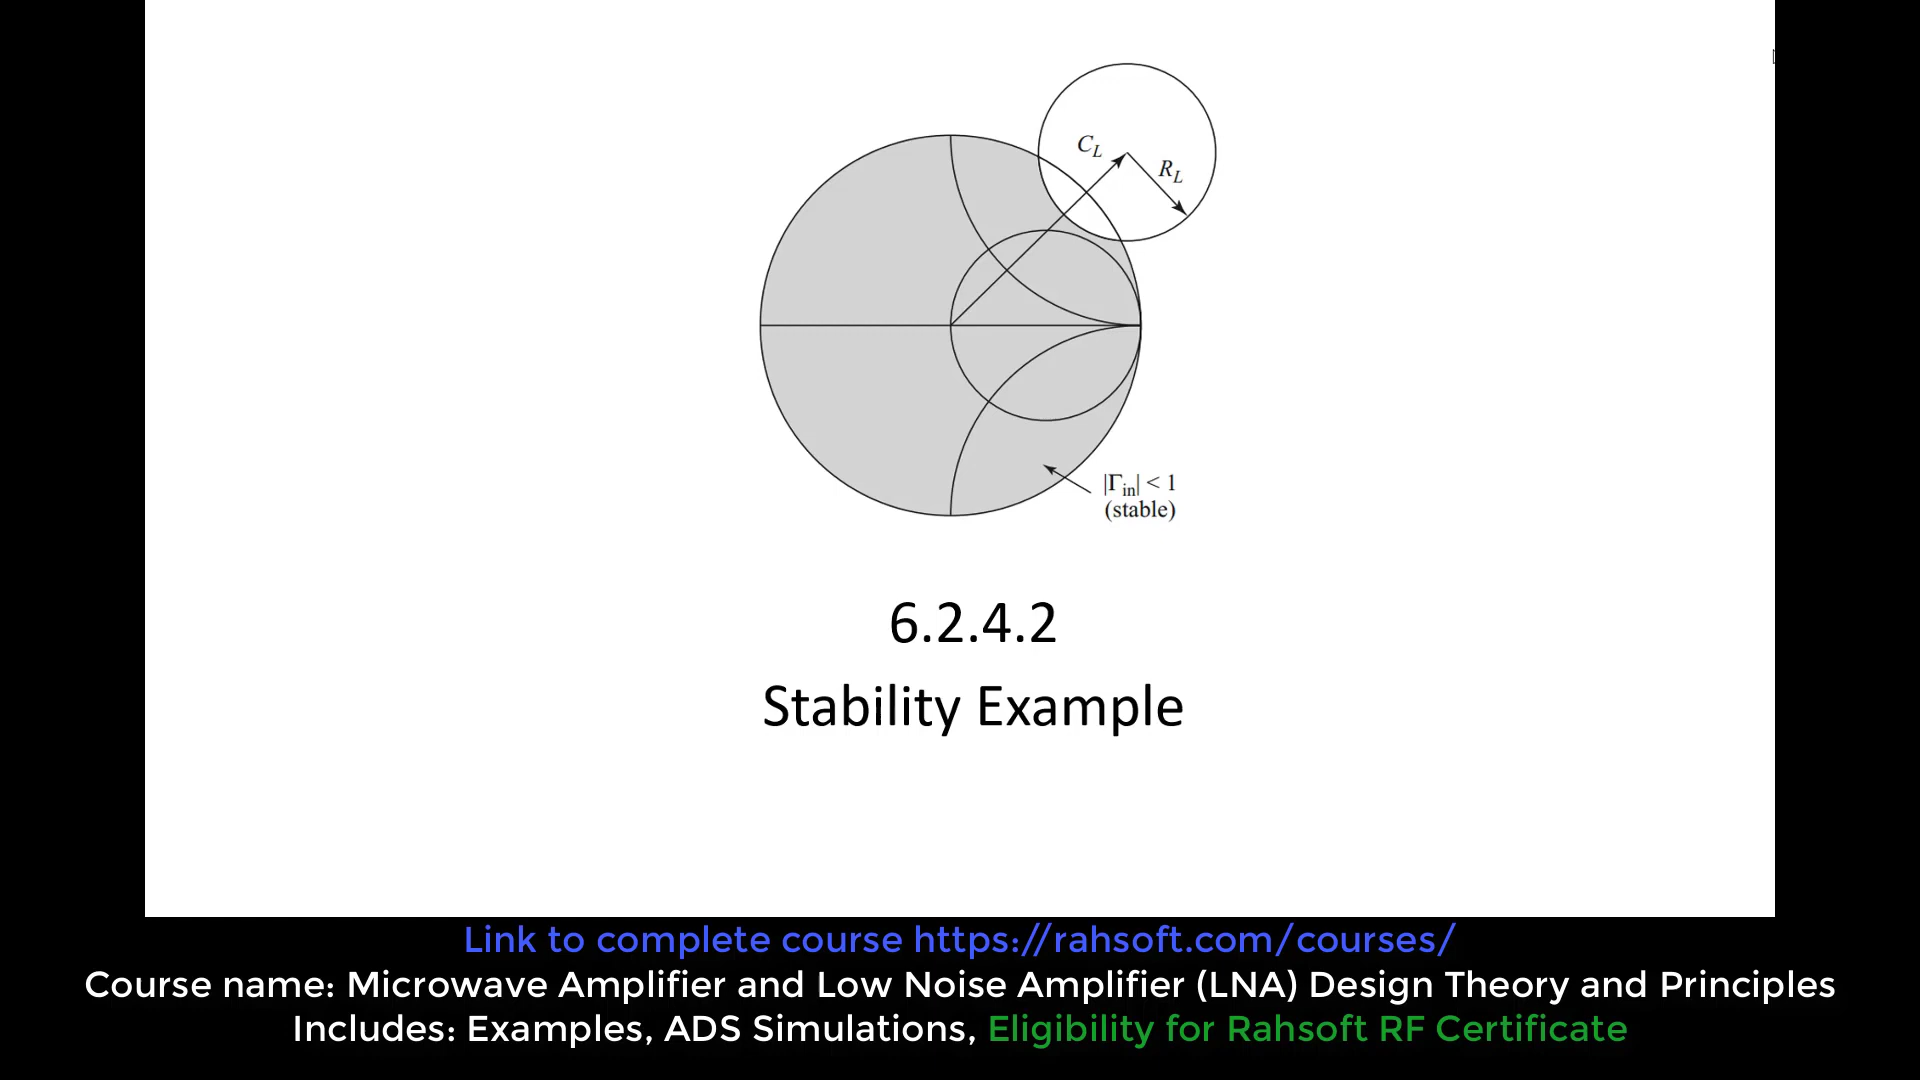 C_L
R_L
|Γ_in| < 1
(stable)
6.2.4.2
Stability Example
Link to complete course https://rahsoft.com/courses/
Course name: Microwave Amplifier and Low Noise Amplifier (LNA) Design Theory and Principles
Includes: Examples, ADS Simulations, Eligibility for Rahsoft RF Certificate